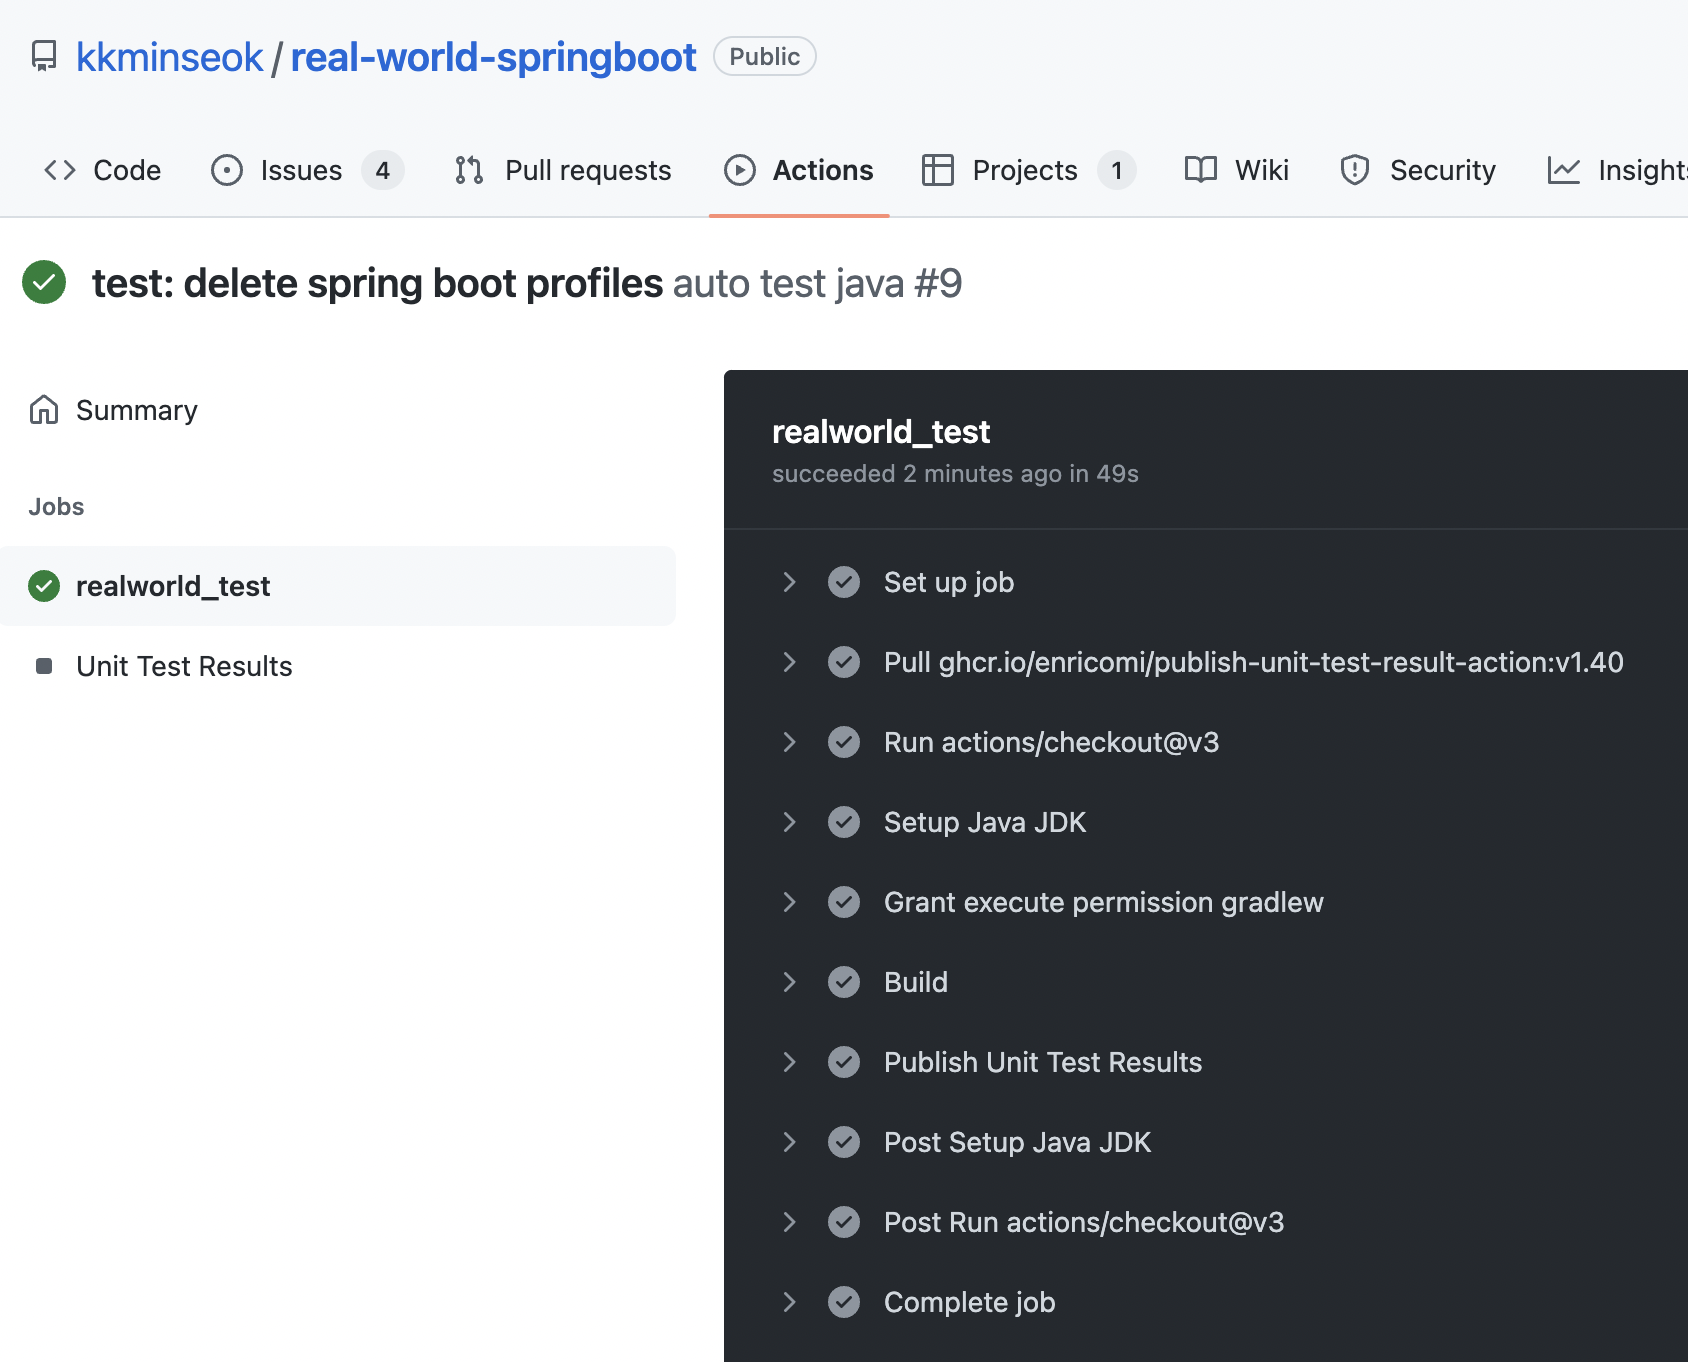 kkminseok / real-world-springboot Public
Code Issues 4 Pull requests Actions Projects 1 Wiki Security Insights
test: delete spring boot profiles auto test java #9
Summary
Jobs
realworld_test
Unit Test Results
realworld_test
succeeded 2 minutes ago in 49s
Set up job
Pull ghcr.io/enricomi/publish-unit-test-result-action:v1.40
Run actions/checkout@v3
Setup Java JDK
Grant execute permission gradlew
Build
Publish Unit Test Results
Post Setup Java JDK
Post Run actions/checkout@v3
Complete job